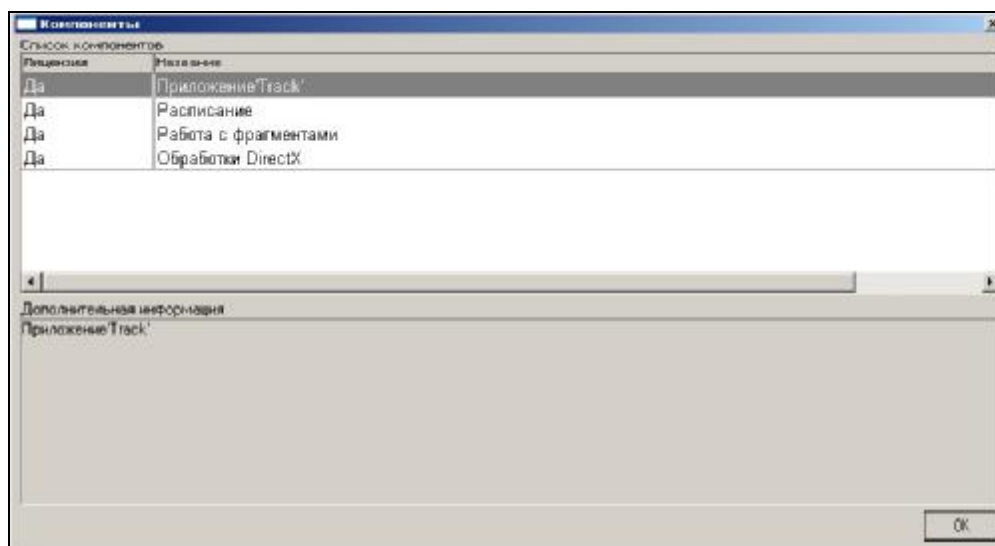 Компоненты
Список компонентов
Лицензия Название
Да Приложение'Track'
Да Расписание
Да Работа с фрагментами
Да Обработки DirectX
Дополнительная информация
Приложение'Track'
OK